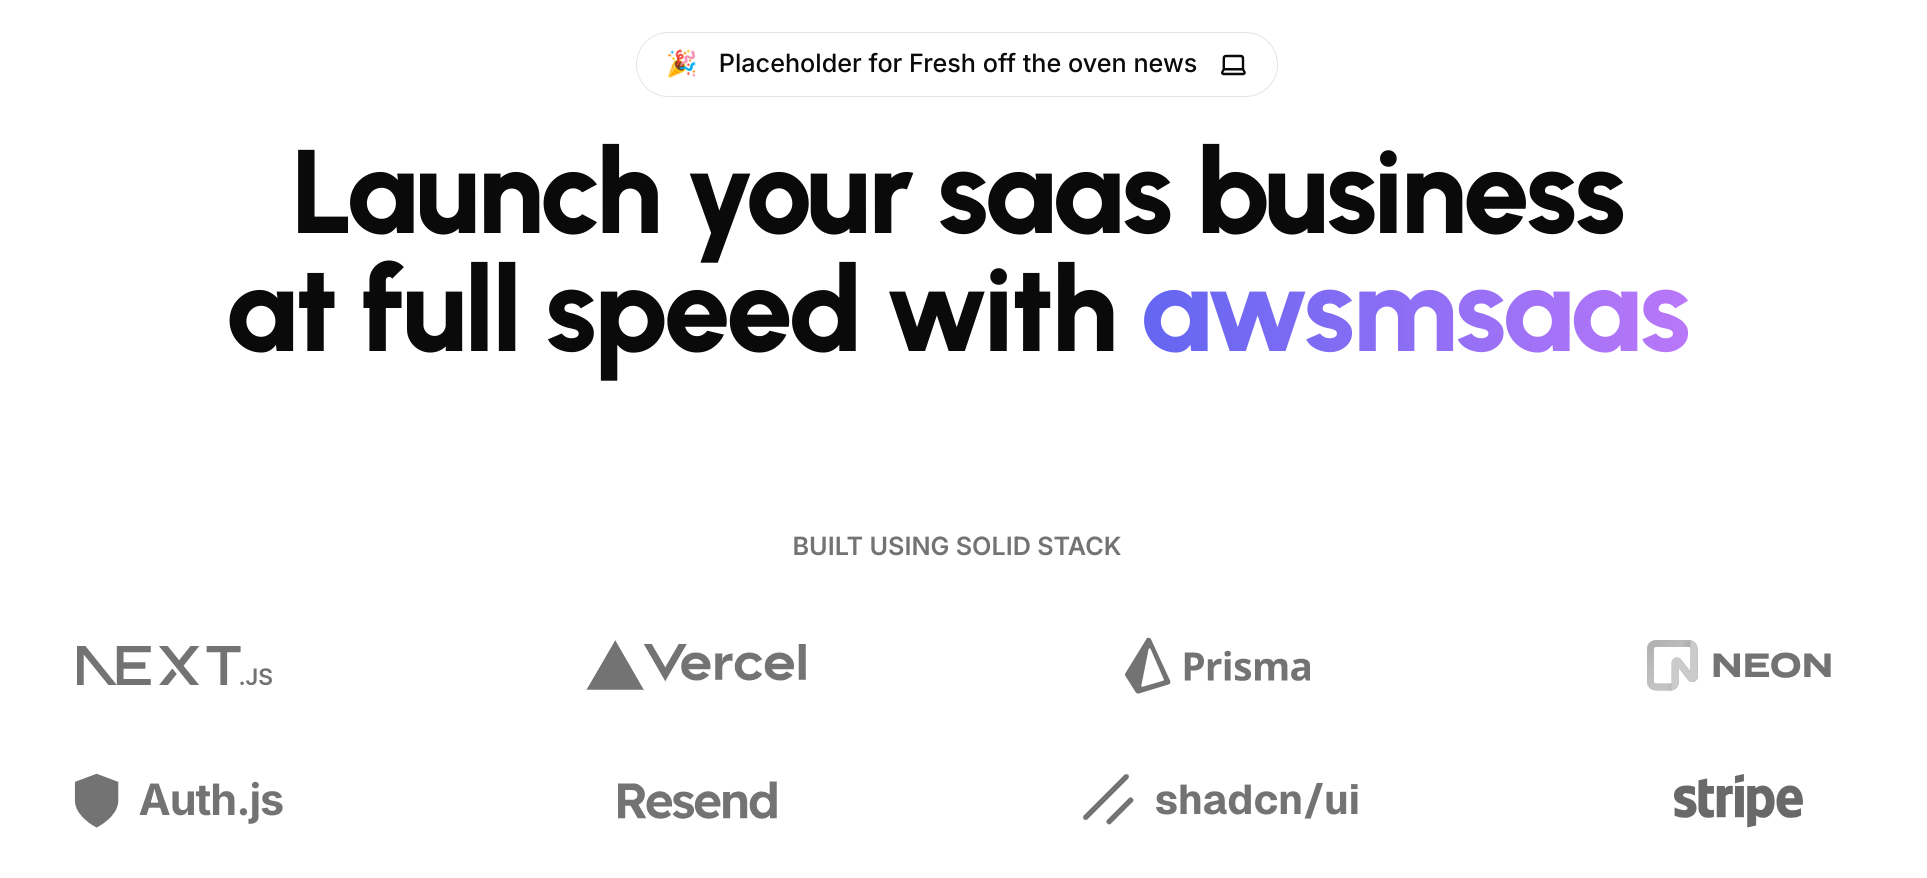 🎉 Placeholder for Fresh off the oven news
Launch your saas business
at full speed with awsmsaas
BUILT USING SOLID STACK
NEXT.JS
Vercel
Prisma
NEON
Auth.js
Resend
shadcn/ui
stripe